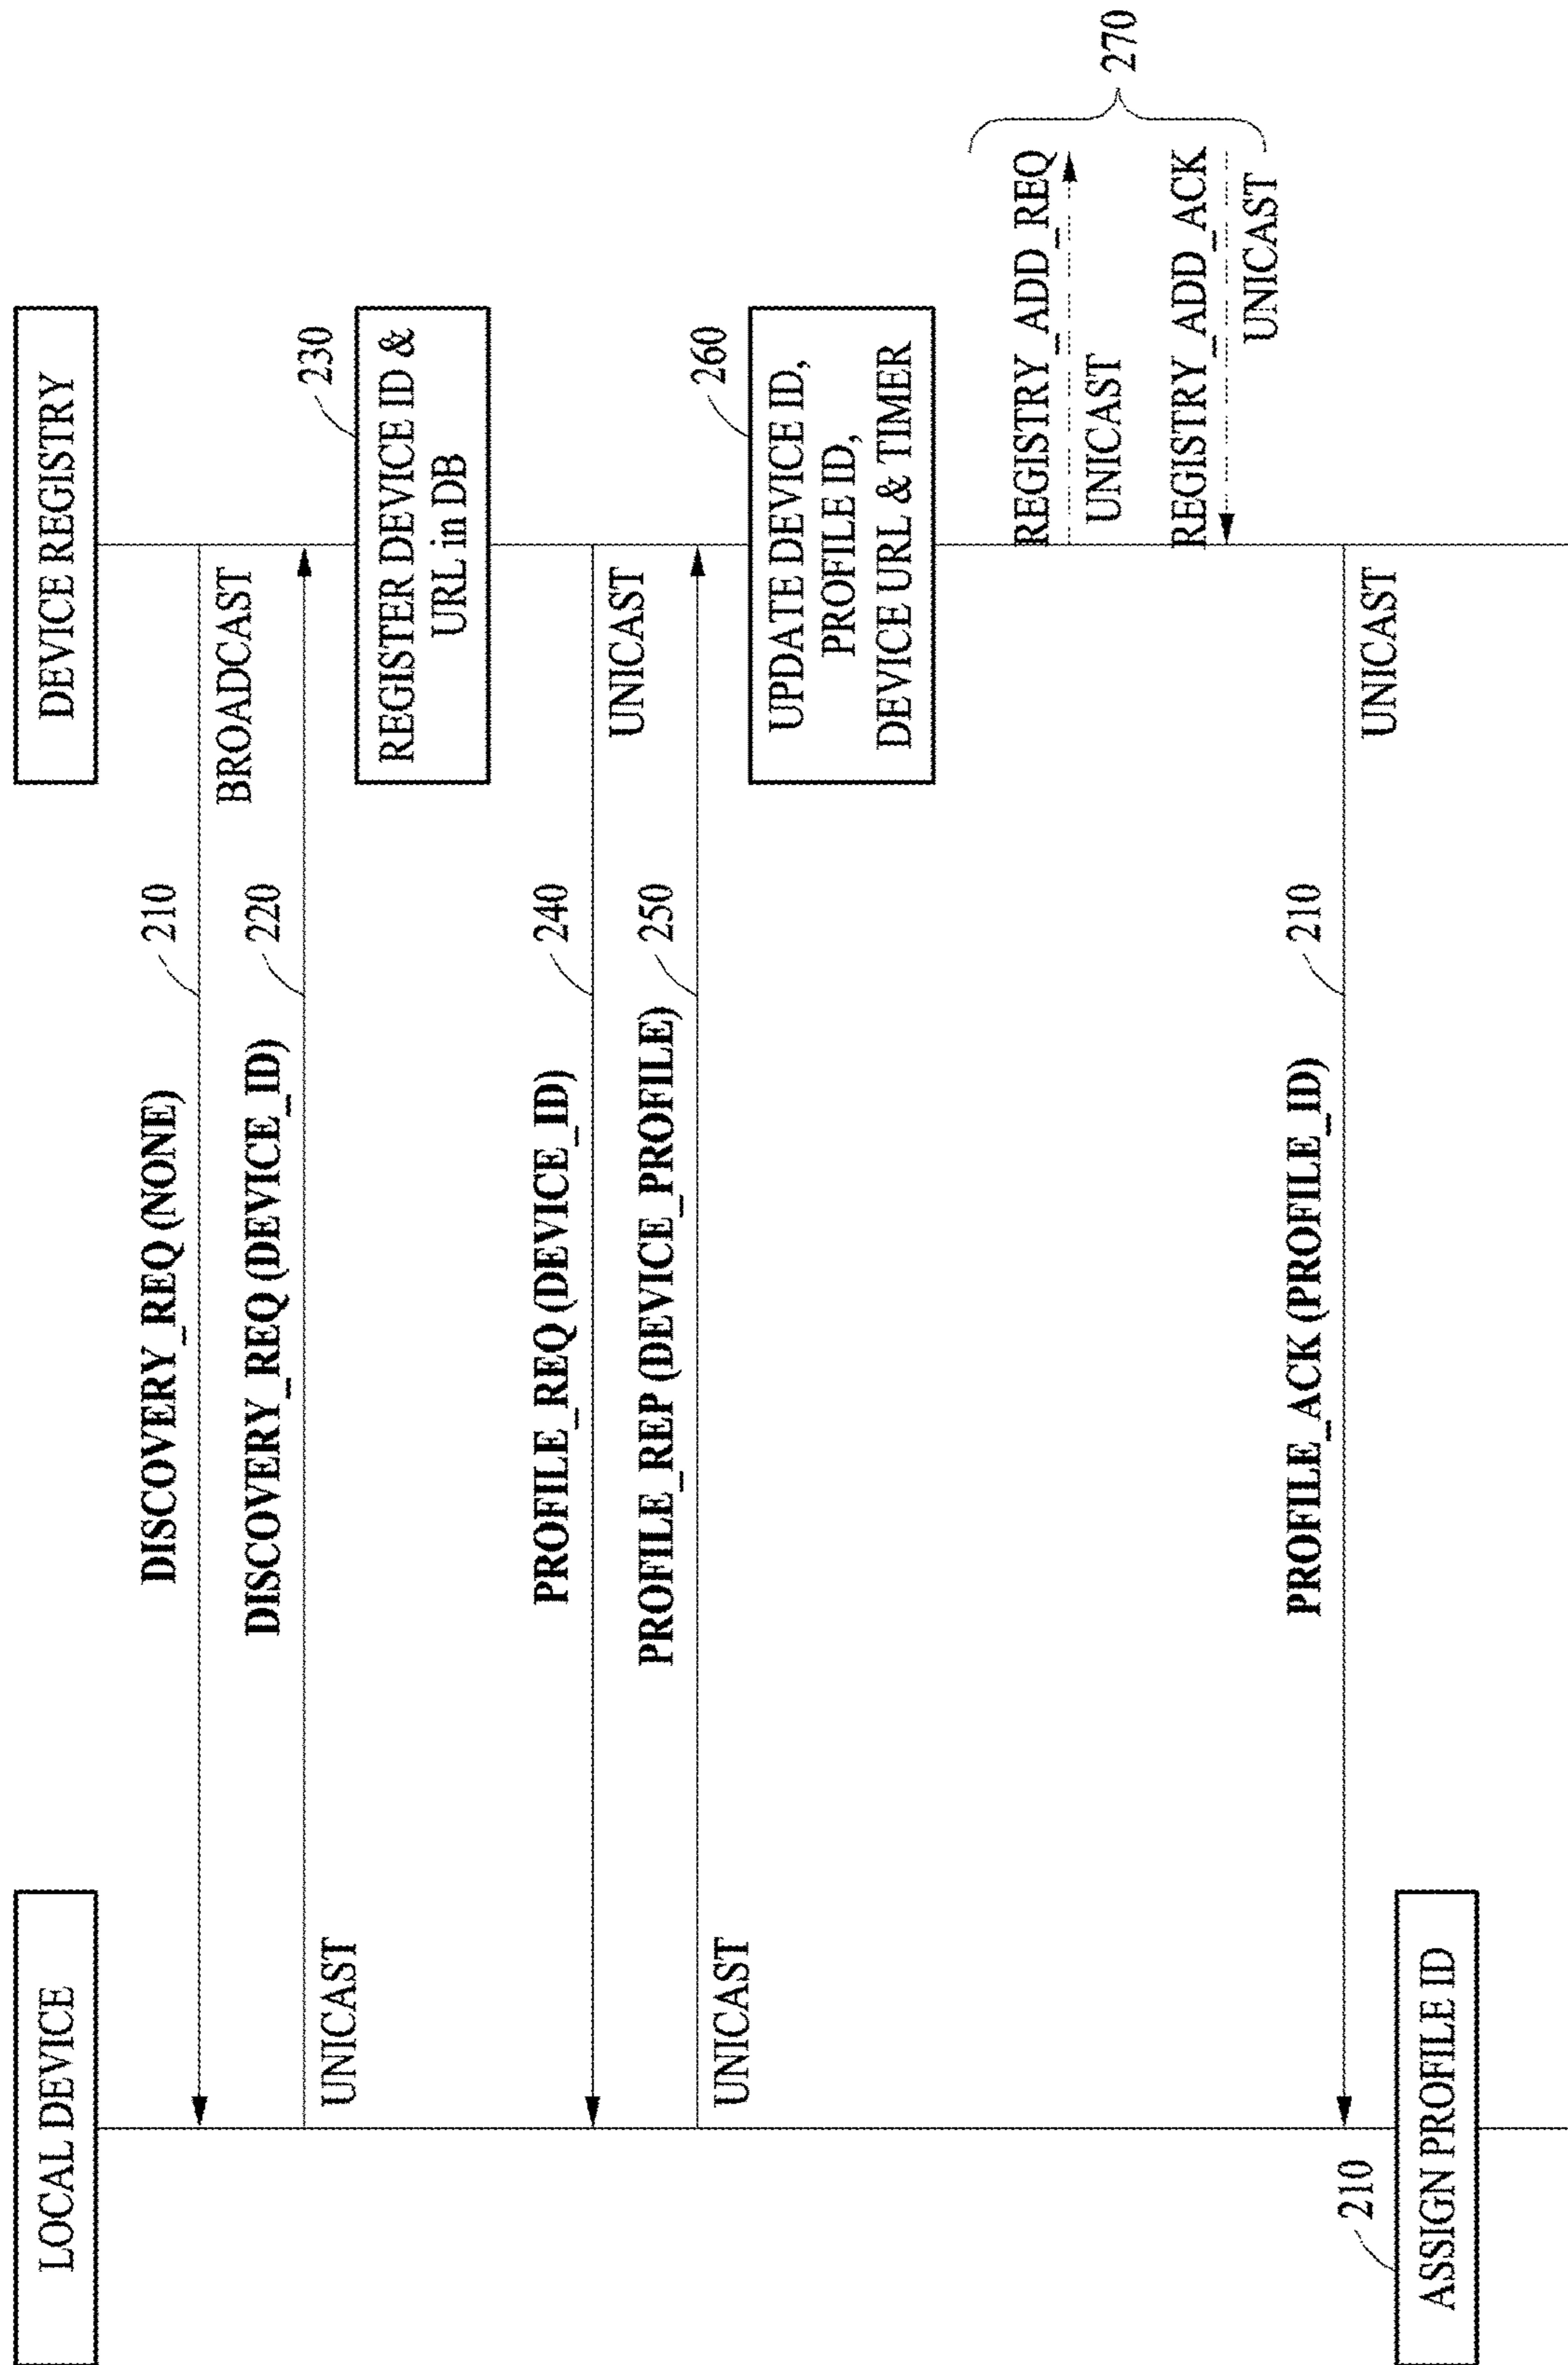 LOCAL DEVICE
DEVICE REGISTRY
DISCOVERY_REQ (NONE)
210
BROADCAST
DISCOVERY_REQ (DEVICE_ID)
220
UNICAST
230
REGISTER DEVICE ID &
URL in DB
PROFILE_REQ (DEVICE_ID)
240
UNICAST
PROFILE_REP (DEVICE_PROFILE)
250
UNICAST
260
UPDATE DEVICE ID,
PROFILE ID,
DEVICE URL & TIMER
REGISTRY_ADD_REQ
UNICAST
270
REGISTRY_ADD_ACK
UNICAST
PROFILE_ACK (PROFILE_ID)
210
UNICAST
210
ASSIGN PROFILE ID